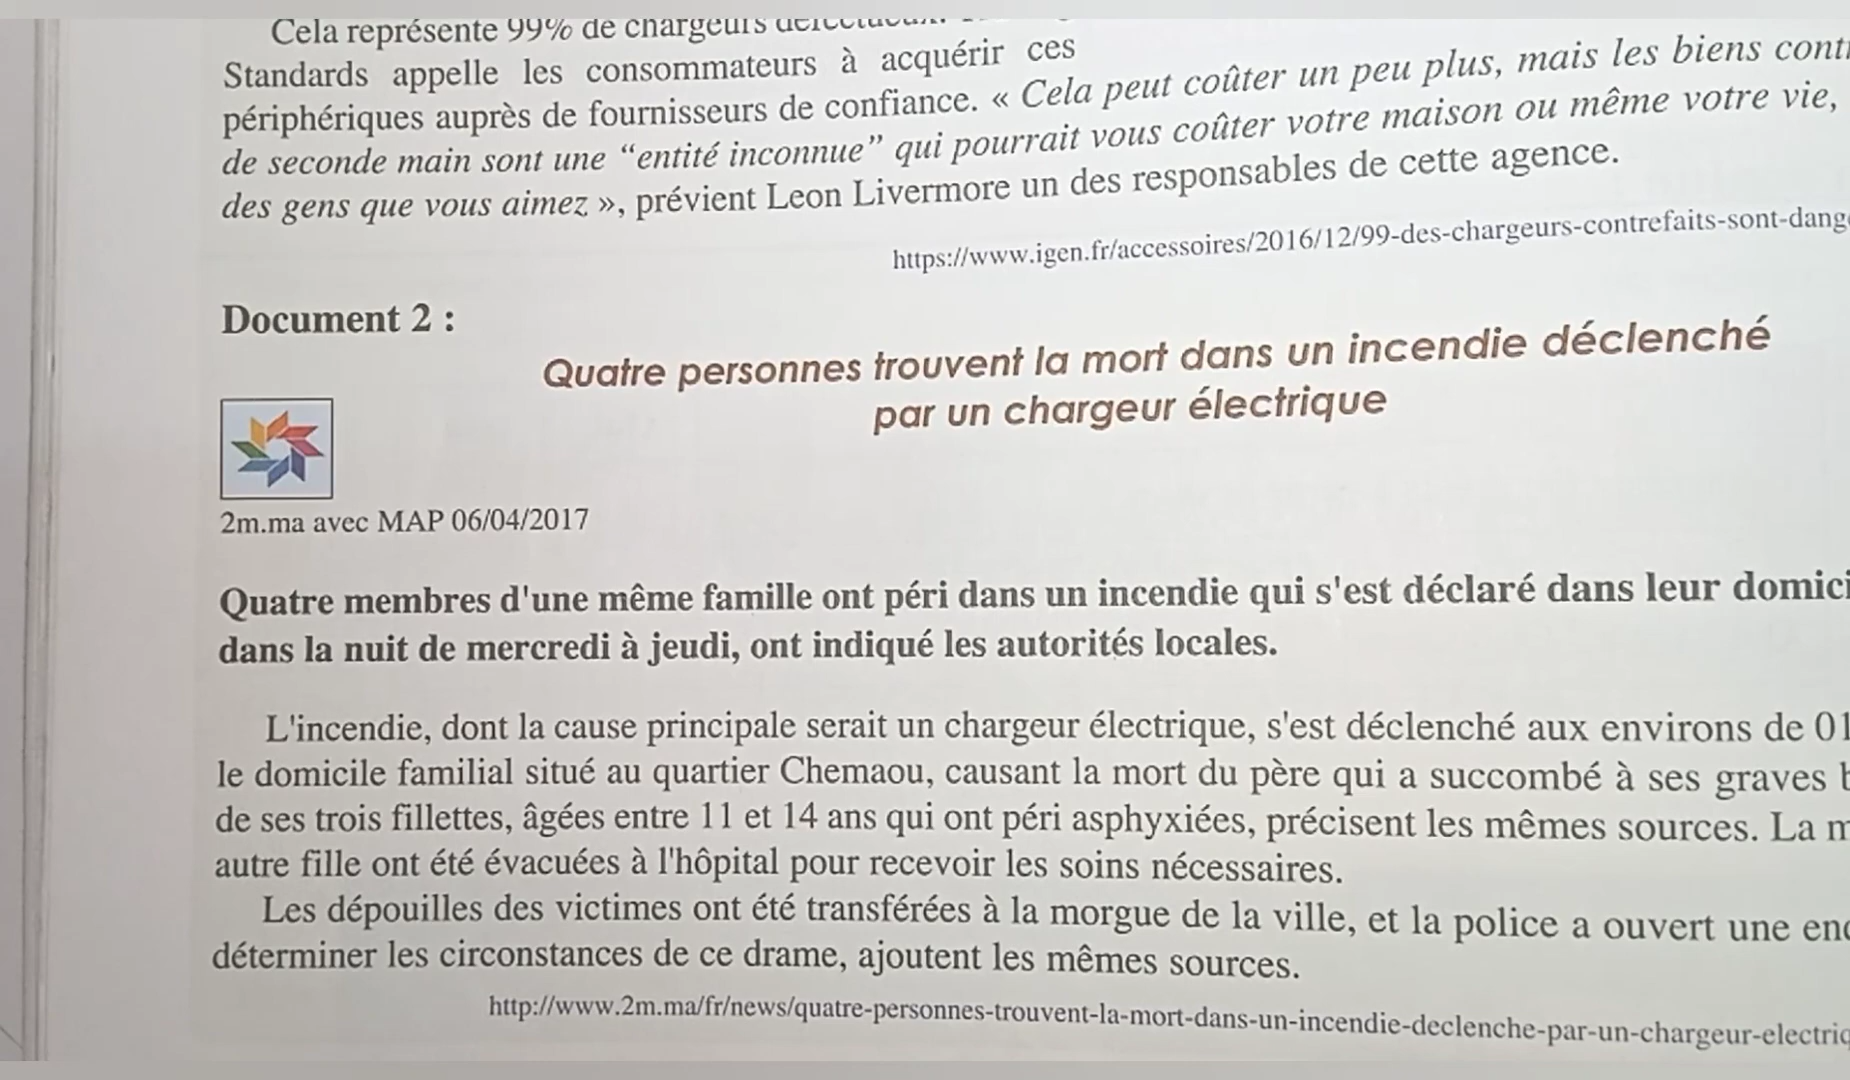 Cela représente 99% de chargeurs défectueux.
Standards appelle les consommateurs à acquérir ces
périphériques auprès de fournisseurs de confiance. « Cela peut coûter un peu plus, mais les biens
de seconde main sont une “entité inconnue” qui pourrait vous coûter votre maison ou même votre vie,
des gens que vous aimez », prévient Leon Livermore un des responsables de cette agence.
https://www.igen.fr/accessoires/2016/12/99-des-chargeurs-contrefaits-sont-dang
Document 2 :
Quatre personnes trouvent la mort dans un incendie déclenché
par un chargeur électrique
2m.ma avec MAP 06/04/2017
Quatre membres d'une même famille ont péri dans un incendie qui s'est déclaré dans leur domici
dans la nuit de mercredi à jeudi, ont indiqué les autorités locales.
L'incendie, dont la cause principale serait un chargeur électrique, s'est déclenché aux environs de 01
le domicile familial situé au quartier Chemaou, causant la mort du père qui a succombé à ses graves
de ses trois fillettes, âgées entre 11 et 14 ans qui ont péri asphyxiées, précisent les mêmes sources. La
autre fille ont été évacuées à l'hôpital pour recevoir les soins nécessaires.
Les dépouilles des victimes ont été transférées à la morgue de la ville, et la police a ouvert une
déterminer les circonstances de ce drame, ajoutent les mêmes sources.
http://www.2m.ma/fr/news/quatre-personnes-trouvent-la-mort-dans-un-incendie-declenche-par-un-chargeur-electriq